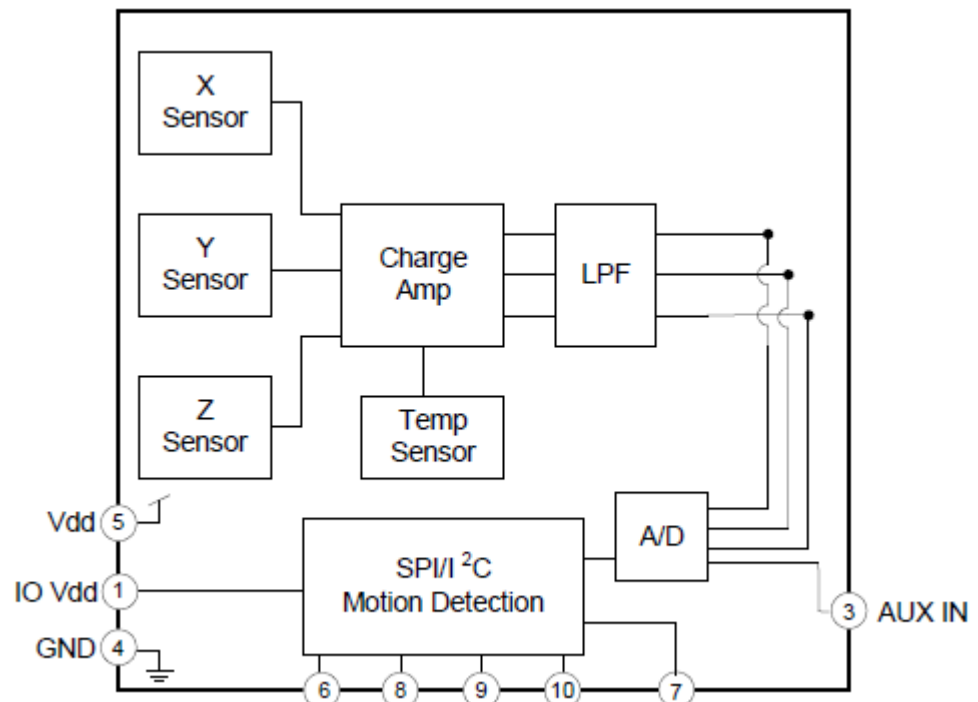 X
Sensor
Y
Sensor
Charge
Amp
LPF
Z
Sensor
Temp
Sensor
Vdd 5
A/D
SPI/I ²C
Motion Detection
IO Vdd 1
3 AUX IN
GND 4
6 8 9 10 7